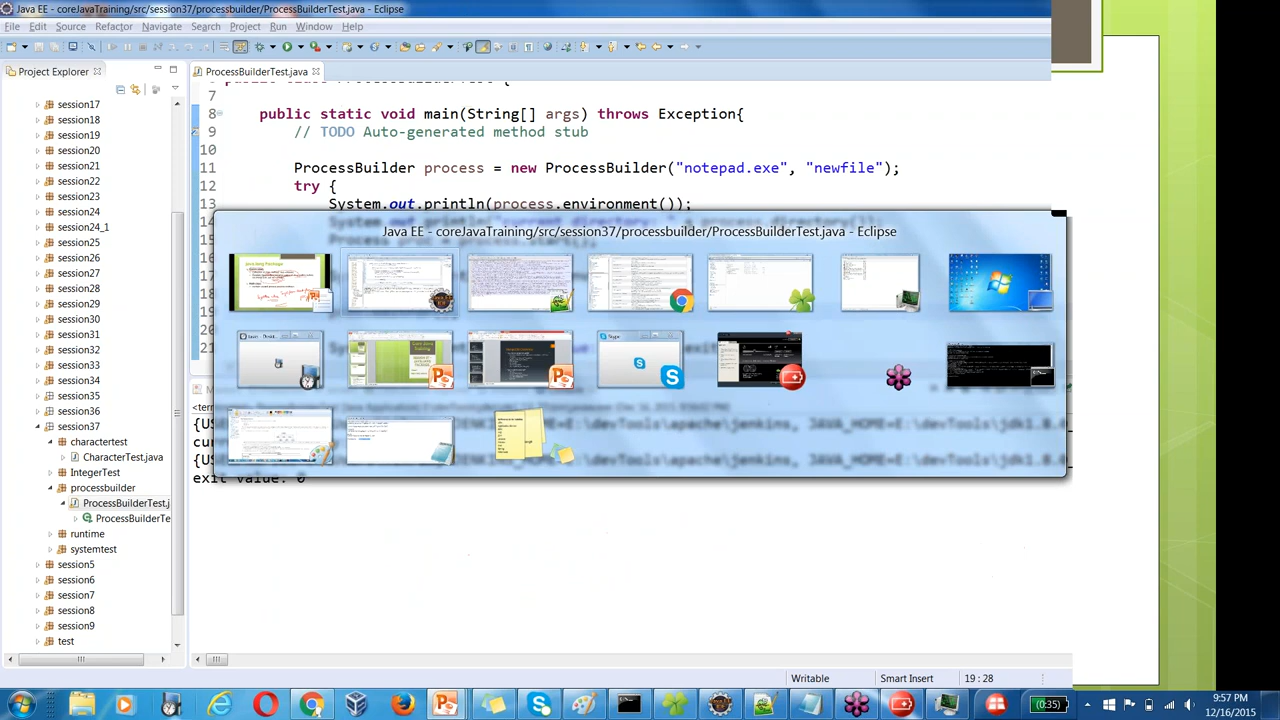 Java EE - coreJavaTraining/src/session37/processbuilder/ProcessBuilderTest.java - Eclipse
File Edit Source Refactor Navigate Search Project Run Window Help
Project Explorer
ProcessBuilderTest.java
session17
session18
session19
session20
session21
session22
session23
session24
session24_1
session25
session26
session27
session28
session29
session30
session31
session32
session33
session34
session35
session36
session37
charactertest
CharacterTest.java
IntegerTest
processbuilder
ProcessBuilderTest.j
ProcessBuilderTe
runtime
systemtest
session5
session6
session7
session8
session9
test
7
8 public static void main(String[] args) throws Exception{
9 // TODO Auto-generated method stub
10
11 ProcessBuilder process = new ProcessBuilder("notepad.exe", "newfile");
12 try {
13 System.out.println(process.environment());
Java EE - coreJavaTraining/src/session37/processbuilder/ProcessBuilderTest.java - Eclipse
exit value: 0
Writable Smart Insert 19 : 28
(0:35)
9:57 PM
12/16/2015